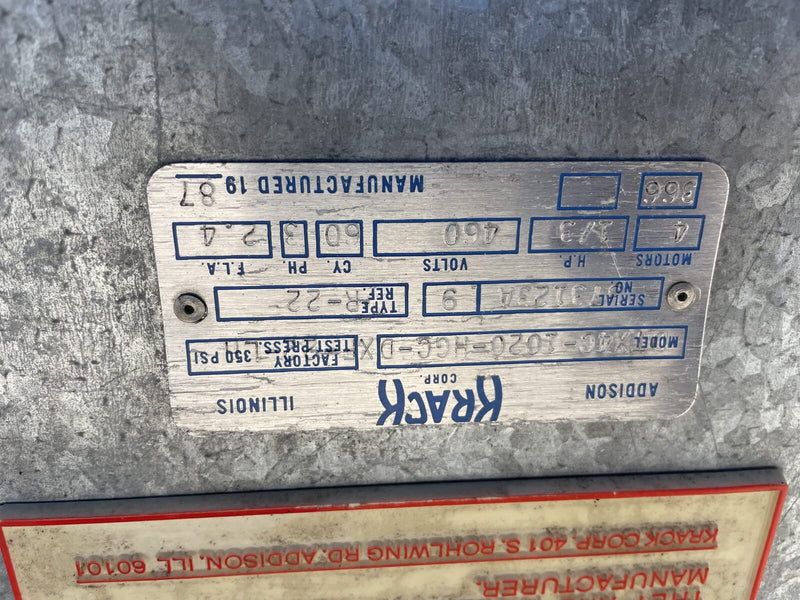 MANUFACTURER.
KRACK CORP. 401 S. ROHLWING RD. ADDISON, ILL. 60101
ADDISON KRACK CORP. ILLINOIS
MODEL FACTORY TEST PRESS. 350 PSI
SERIAL NO. 9 TYPE REF. R-22
MOTORS H.P. VOLTS CY. PH. F.L.A.
4 1/3 460 60 3 2.4
MANUFACTURED 19 87